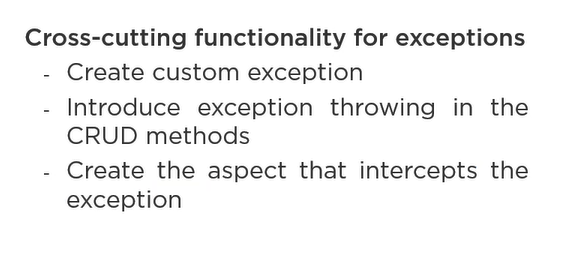 Cross-cutting functionality for exceptions
- Create custom exception
- Introduce exception throwing in the
CRUD methods
- Create the aspect that intercepts the
exception